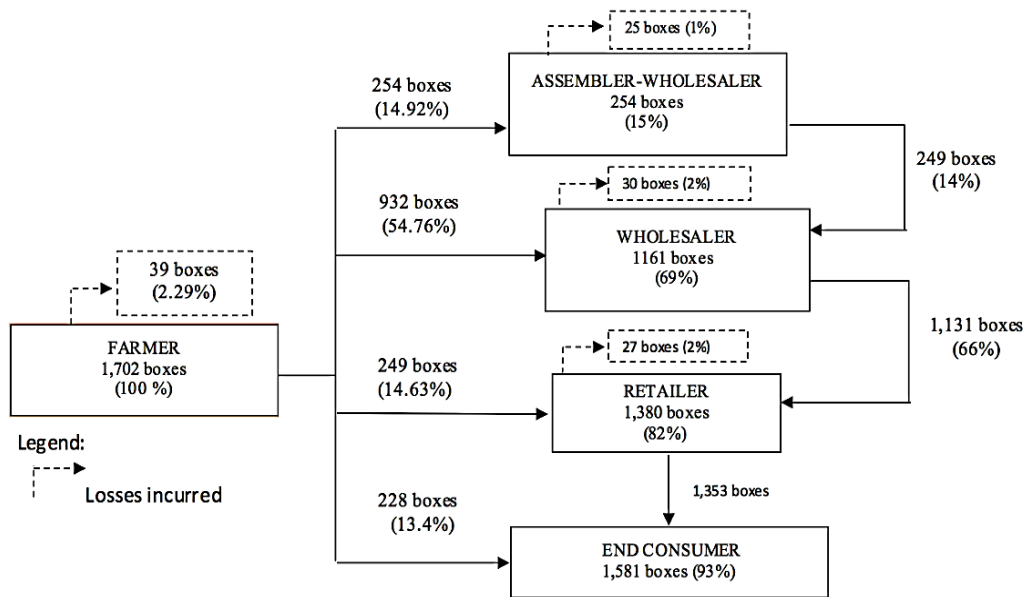 25 boxes (1%)
ASSEMBLER-WHOLESALER
254 boxes
(15%)
254 boxes
(14.92%)
249 boxes
(14%)
30 boxes (2%)
932 boxes
(54.76%)
WHOLESALER
1161 boxes
(69%)
39 boxes
(2.29%)
1,131 boxes
(66%)
FARMER
1,702 boxes
(100 %)
27 boxes (2%)
249 boxes
(14.63%)
RETAILER
1,380 boxes
(82%)
Legend:
Losses incurred
1,353 boxes
228 boxes
(13.4%)
END CONSUMER
1,581 boxes (93%)